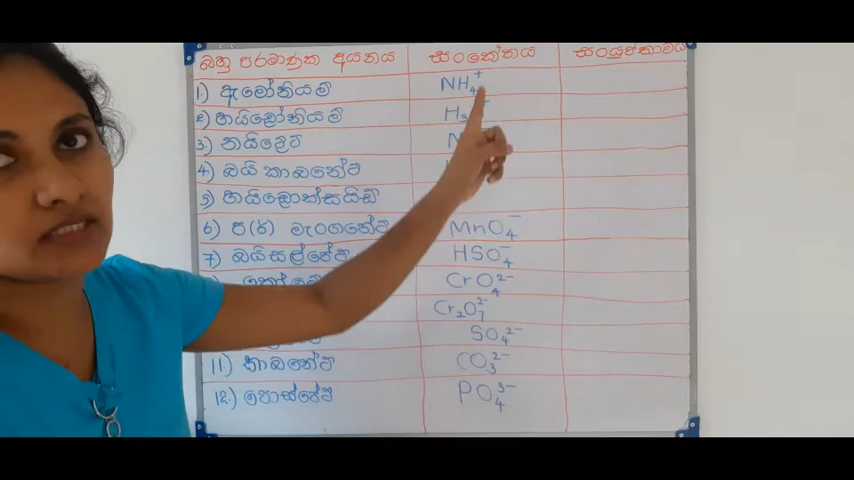 බහු පරමාණුක අයනය සංකේතය සංයුජතාවය
1.) ඇමෝනියම් NH₄⁺
2.) හයිඩ්‍රෝනියම් H₃
3.) නයිට්‍රේට් N
4.) බයි කාබනේට්
5.) හයිඩ්‍රොක්සයිඩ්
6.) ප(ර්) මැංගනේට් MnO₄⁻
7.) බයිසල්ෆේට් HSO₄⁻
CrO₄²⁻
Cr₂O₇²⁻
SO₄²⁻
11.) කාබනේට් CO₃²⁻
12.) පොස්පේට් PO₄³⁻